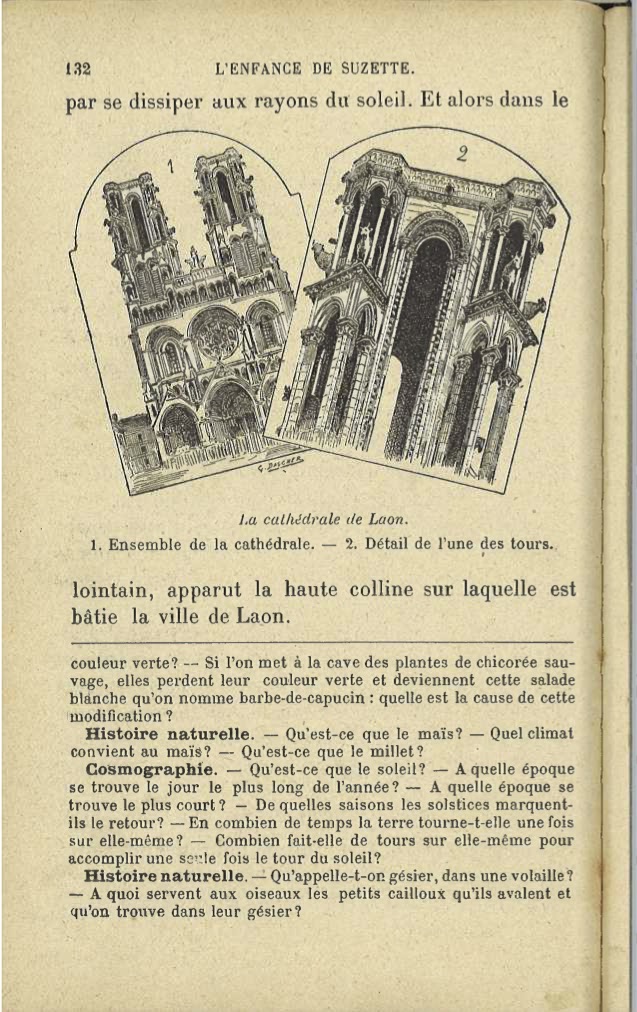 132
L'ENFANCE DE SUZETTE.
par se dissiper aux rayons du soleil. Et alors dans le
1
2
G. DASCHER
La cathédrale de Laon.
1. Ensemble de la cathédrale. — 2. Détail de l'une des tours.
lointain, apparut la haute colline sur laquelle est
bâtie la ville de Laon.
couleur verte? — Si l'on met à la cave des plantes de chicorée sau-
vage, elles perdent leur couleur verte et deviennent cette salade
blanche qu'on nomme barbe-de-capucin : quelle est la cause de cette
modification ?
Histoire naturelle. — Qu'est-ce que le maïs? — Quel climat
convient au maïs? — Qu'est-ce que le millet?
Cosmographie. — Qu'est-ce que le soleil? — A quelle époque
se trouve le jour le plus long de l'année? — A quelle époque se
trouve le plus court ? — De quelles saisons les solstices marquent-
ils le retour? — En combien de temps la terre tourne-t-elle une fois
sur elle-même? — Combien fait-elle de tours sur elle-même pour
accomplir une seule fois le tour du soleil?
Histoire naturelle. — Qu'appelle-t-on gésier, dans une volaille?
— A quoi servent aux oiseaux les petits cailloux qu'ils avalent et
qu'on trouve dans leur gésier?